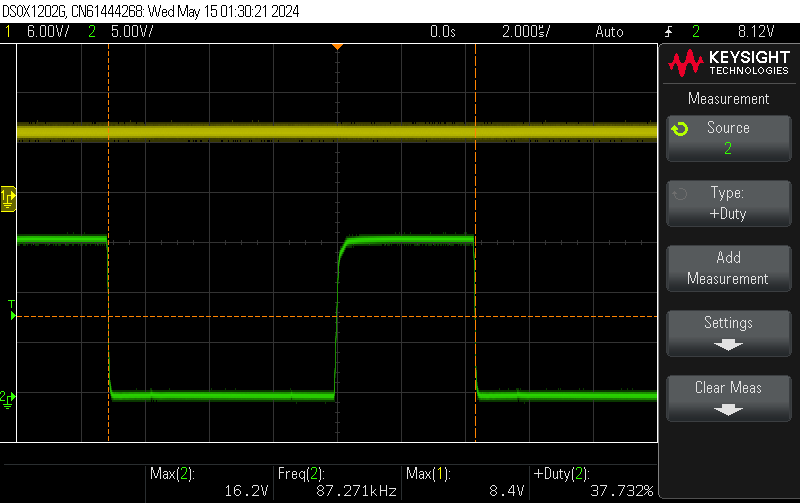 DSOX1202G, CN61444268: Wed May 15 01:30:21 2024
1 6.00V/ 2 5.00V/ 0.0s 2.000s/ Auto 2 8.12V
KEYSIGHT
TECHNOLOGIES
Measurement
Source
2
Type:
+Duty
Add
Measurement
Settings
Clear Meas
1
T
2
Max(2): Freq(2): Max(1): +Duty(2):
16.2V 87.271kHz 8.4V 37.732%